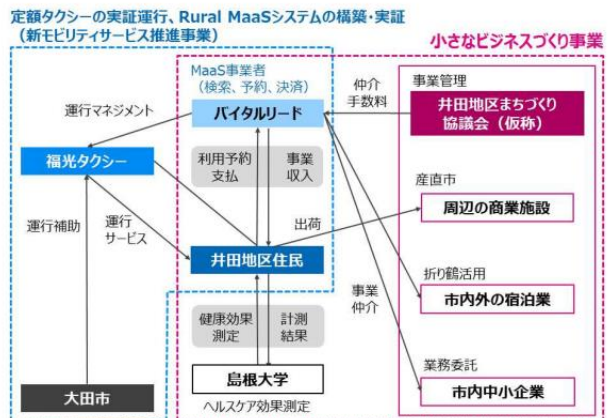 定額タクシーの実証運行、Rural MaaSシステムの構築・実証
（新モビリティサービス推進事業）
小さなビジネスづくり事業
MaaS事業者
（検索、予約、決済）
バイタルリード
仲介
手数料
事業管理
井田地区まちづくり
協議会（仮称）
運行マネジメント
福光タクシー
利用予約
支払
事業
収入
産直市
周辺の商業施設
運行補助
運行
サービス
出荷
井田地区住民
折り鶴活用
市内外の宿泊業
事業
仲介
健康効果
測定
計測
結果
業務委託
市内中小企業
島根大学
ヘルスケア効果測定
大田市